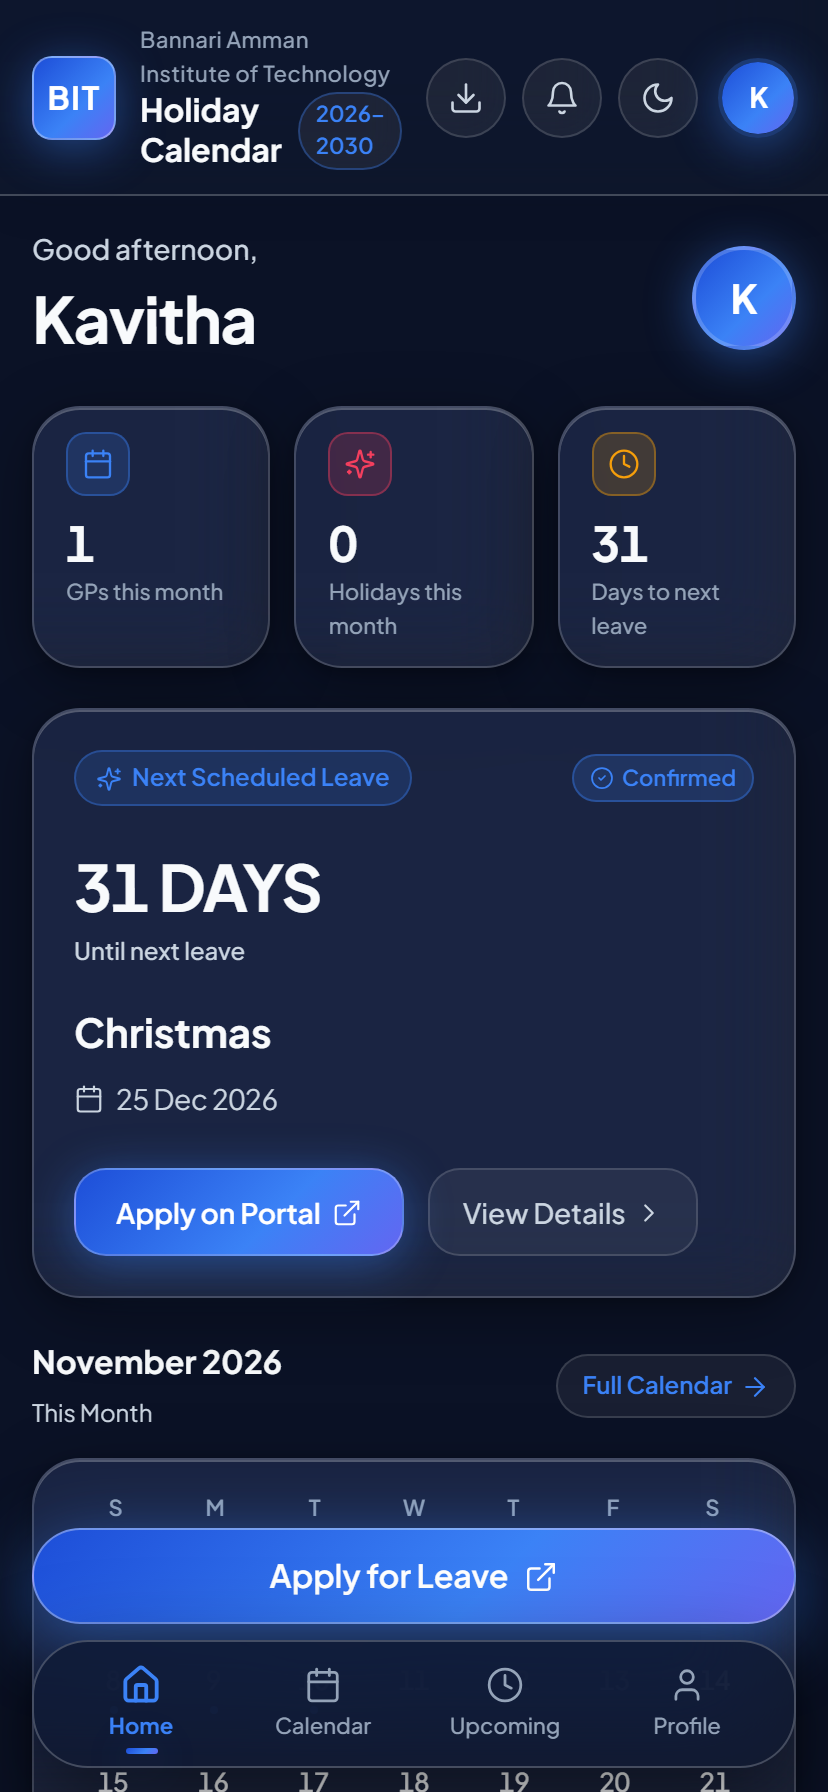 BIT
Bannari Amman
Institute of Technology
Holiday
Calendar
2026–
2030
K
Good afternoon,
Kavitha
K
1
GPs this month
0
Holidays this
month
31
Days to next
leave
Next Scheduled Leave
Confirmed
31 DAYS
Until next leave
Christmas
25 Dec 2026
Apply on Portal
View Details
November 2026
This Month
Full Calendar
S M T W T F S
Apply for Leave
9 13 14
Home Calendar Upcoming Profile
15 16 17 18 19 20 21